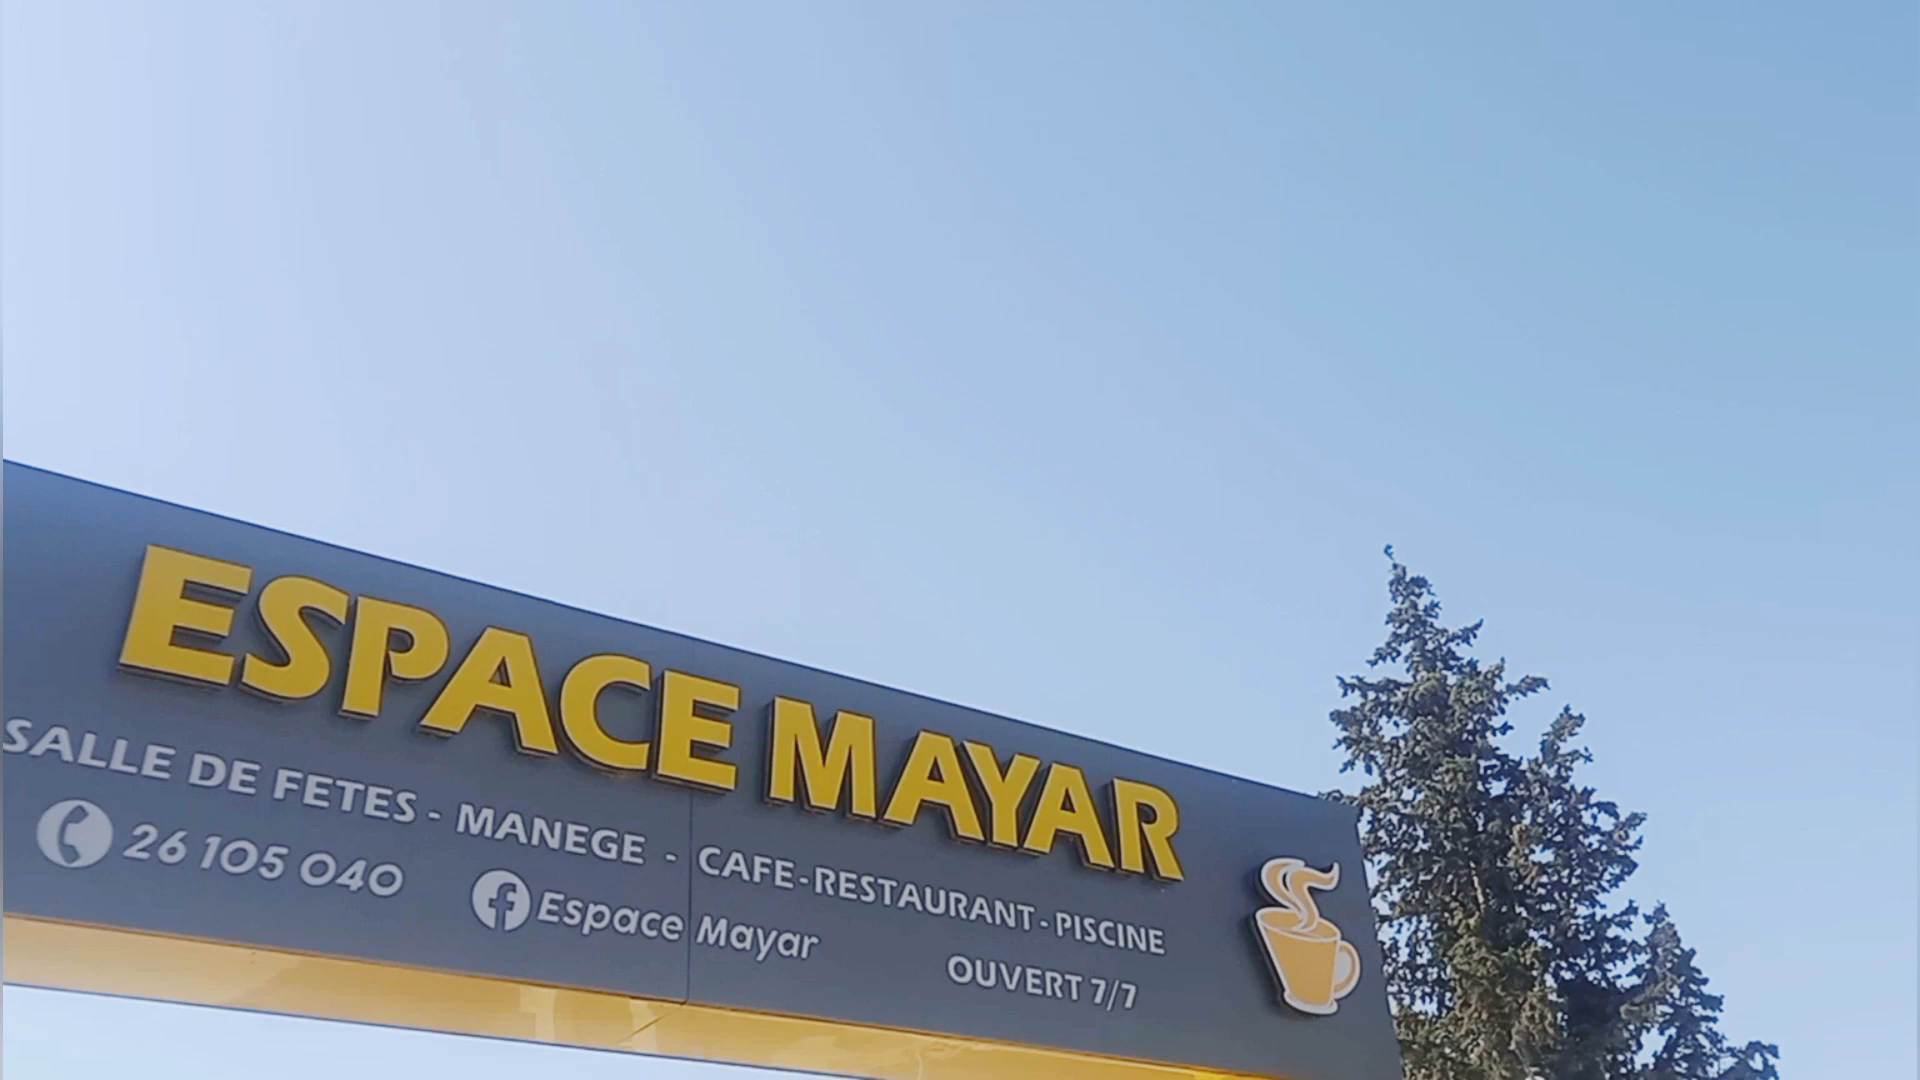 ESPACE MAYAR
SALLE DE FETES - MANEGE - CAFE-RESTAURANT-PISCINE
26 105 040
Espace Mayar
OUVERT 7/7